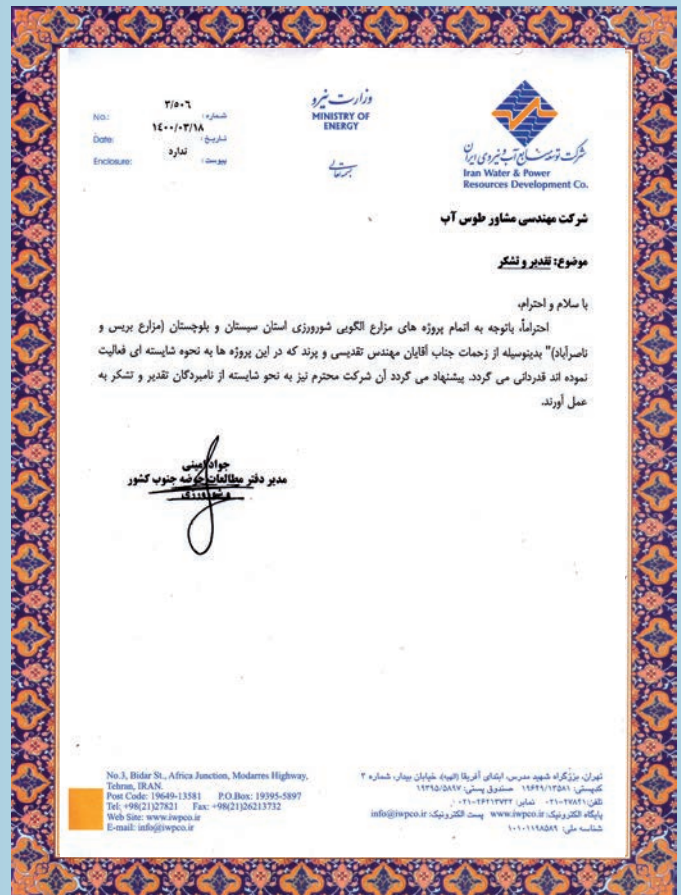 No.: ۳/۵۰۶ شماره :
Date: ۱۴۰۰/۰۳/۱۸ تاریخ :
Enclosure: ندارد پیوست :
وزارت نیرو
MINISTRY OF
ENERGY
بسمه‌تعالی
شرکت توسعه منابع آب و نیروی ایران
Iran Water & Power
Resources Development Co.
شرکت مهندسی مشاور طوس آب
موضوع: تقدیر و تشکر
با سلام و احترام،
احتراماً، باتوجه به اتمام پروژه های مزارع الگویی شورورزی استان سیستان و بلوچستان (مزارع بریس و
ناصرآباد)" بدینوسیله از زحمات جناب آقایان مهندس تقدیسی و پرند که در این پروژه ها به نحوه شایسته ای فعالیت
نموده اند قدردانی می گردد. پیشنهاد می گردد آن شرکت محترم نیز به نحو شایسته از نامبردگان تقدیر و تشکر به
عمل آورند.
جواد امینی
مدیر دفتر مطالعات حوضه جنوب کشور
و شورورزی
No.3, Bidar St., Africa Junction, Modarres Highway,
Tehran, IRAN.
Post Code: 19649-13581 P.O.Box: 19395-5897
Tel: +98(21)27821 Fax: +98(21)26213732
Web Site: www.iwpco.ir
E-mail: info@iwpco.ir
تهران، بزرگراه شهید مدرس، ابتدای آفریقا (الهیه)، خیابان بیدار، شماره ۳
کدپستی: ۱۹۶۴۹/۱۳۵۸۱ صندوق پستی: ۱۹۳۹۵/۵۸۹۷
تلفن: ۲۷۸۲۱-۰۲۱ نمابر: ۲۶۲۱۳۷۳۲-۰۲۱
پایگاه الکترونیک: www.iwpco.ir پست الکترونیک: info@iwpco.ir
شناسه ملی: ۱۰۱۰۱۱۹۸۵۸۹